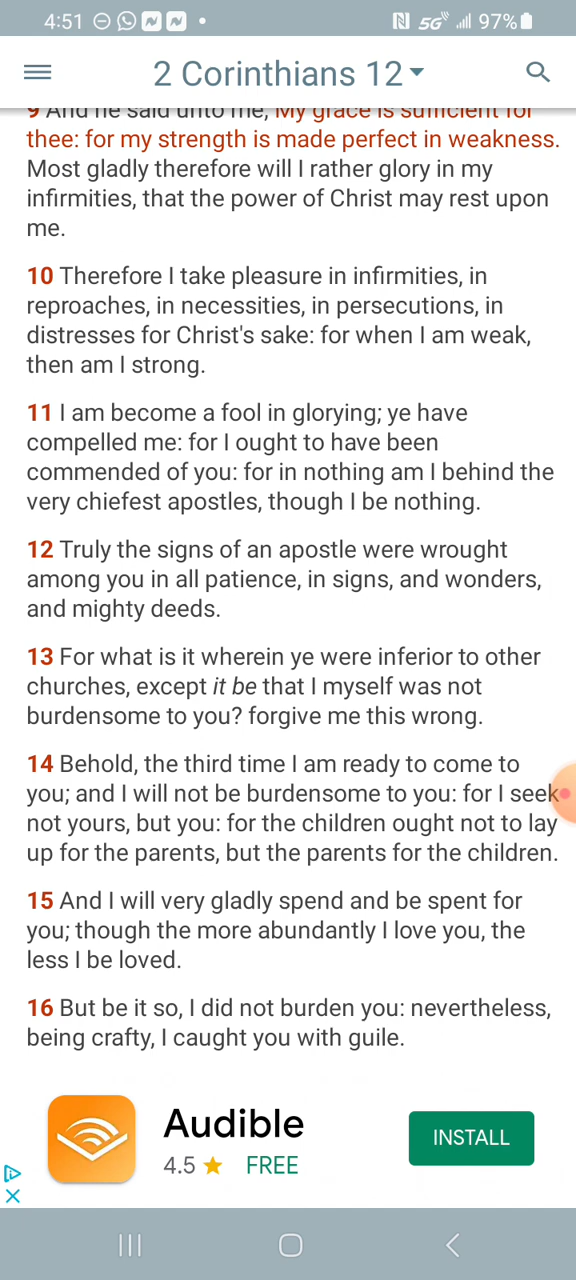 4:51
5G 97%
2 Corinthians 12
9 And he said unto me, My grace is sufficient for
thee: for my strength is made perfect in weakness.
Most gladly therefore will I rather glory in my
infirmities, that the power of Christ may rest upon
me.
10 Therefore I take pleasure in infirmities, in
reproaches, in necessities, in persecutions, in
distresses for Christ's sake: for when I am weak,
then am I strong.
11 I am become a fool in glorying; ye have
compelled me: for I ought to have been
commended of you: for in nothing am I behind the
very chiefest apostles, though I be nothing.
12 Truly the signs of an apostle were wrought
among you in all patience, in signs, and wonders,
and mighty deeds.
13 For what is it wherein ye were inferior to other
churches, except it be that I myself was not
burdensome to you? forgive me this wrong.
14 Behold, the third time I am ready to come to
you; and I will not be burdensome to you: for I seek
not yours, but you: for the children ought not to lay
up for the parents, but the parents for the children.
15 And I will very gladly spend and be spent for
you; though the more abundantly I love you, the
less I be loved.
16 But be it so, I did not burden you: nevertheless,
being crafty, I caught you with guile.
Audible
4.5 ★ FREE
INSTALL